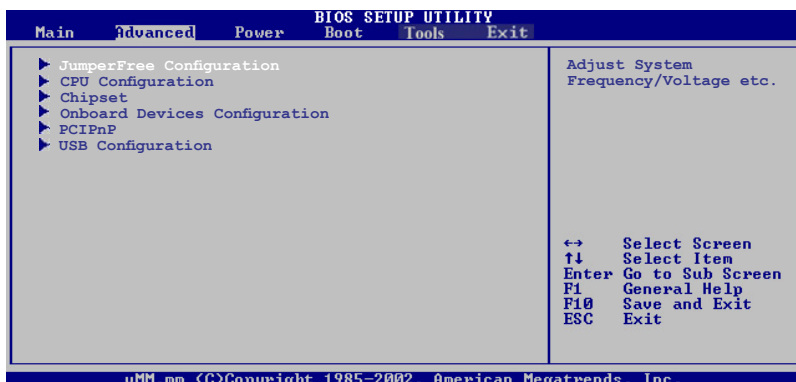 BIOS SETUP UTILITY
Main Advanced Power Boot Tools Exit
JumperFree Configuration
CPU Configuration
Chipset
Onboard Devices Configuration
PCIPnP
USB Configuration
Adjust System
Frequency/Voltage etc.
←→ Select Screen
↑↓ Select Item
Enter Go to Sub Screen
F1 General Help
F10 Save and Exit
ESC Exit
(C)Copyright 1985-2002 American Megatrends Inc